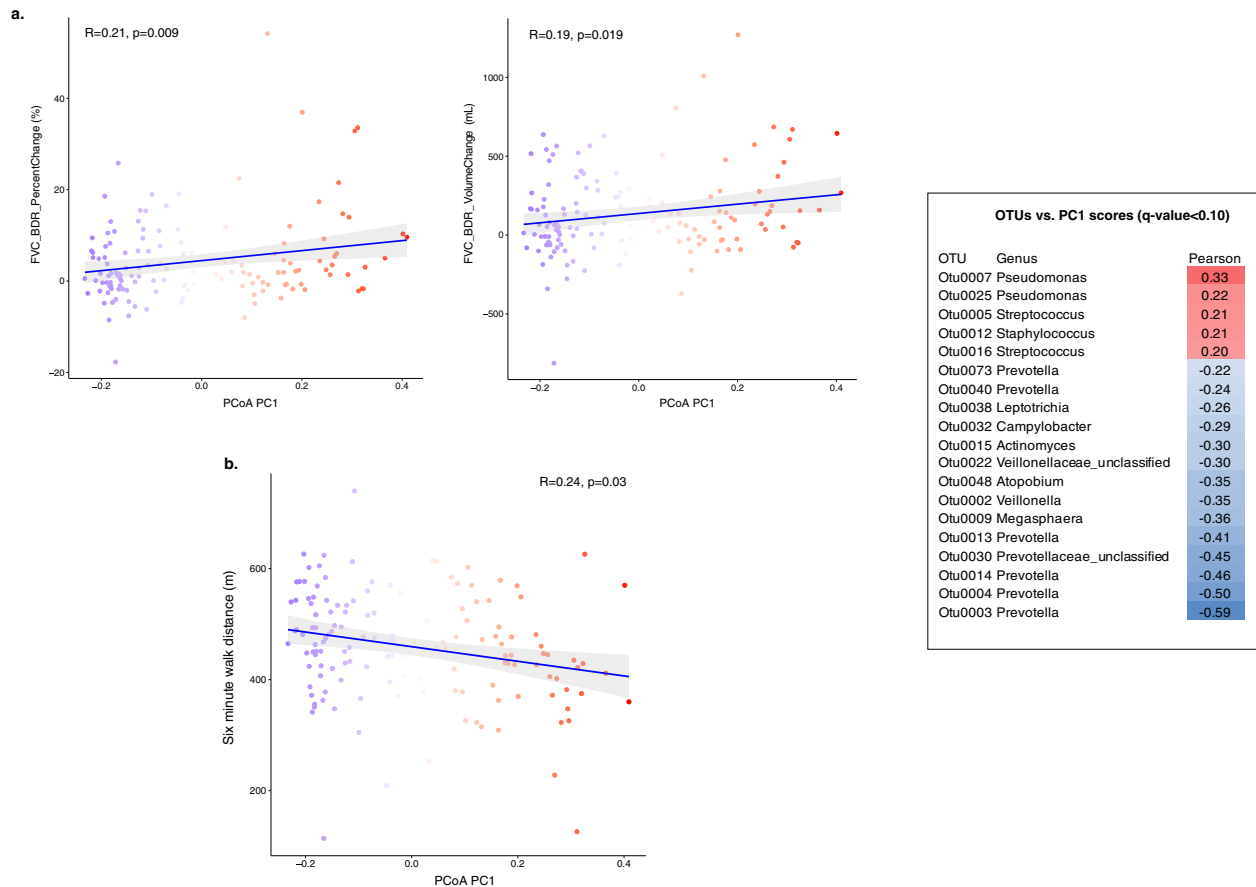 a.
R=0.21, p=0.009
FVC_BDR_PercentChange (%)
40
20
0
−20
−0.2
0.0
0.2
0.4
PCoA PC1
R=0.19, p=0.019
FVC_BDR_VolumeChange (mL)
1000
500
0
−500
−0.2
0.0
0.2
0.4
PCoA PC1
b.
R=0.24, p=0.03
Six minute walk distance (m)
600
400
200
−0.2
0.0
0.2
0.4
PCoA PC1
OTUs vs. PC1 scores (q-value<0.10)
OTU Genus Pearson
Otu0007 Pseudomonas 0.33
Otu0025 Pseudomonas 0.22
Otu0005 Streptococcus 0.21
Otu0012 Staphylococcus 0.21
Otu0016 Streptococcus 0.20
Otu0073 Prevotella -0.22
Otu0040 Prevotella -0.24
Otu0038 Leptotrichia -0.26
Otu0032 Campylobacter -0.29
Otu0015 Actinomyces -0.30
Otu0022 Veillonellaceae_unclassified -0.30
Otu0048 Atopobium -0.35
Otu0002 Veillonella -0.35
Otu0009 Megasphaera -0.36
Otu0013 Prevotella -0.41
Otu0030 Prevotellaceae_unclassified -0.45
Otu0014 Prevotella -0.46
Otu0004 Prevotella -0.50
Otu0003 Prevotella -0.59